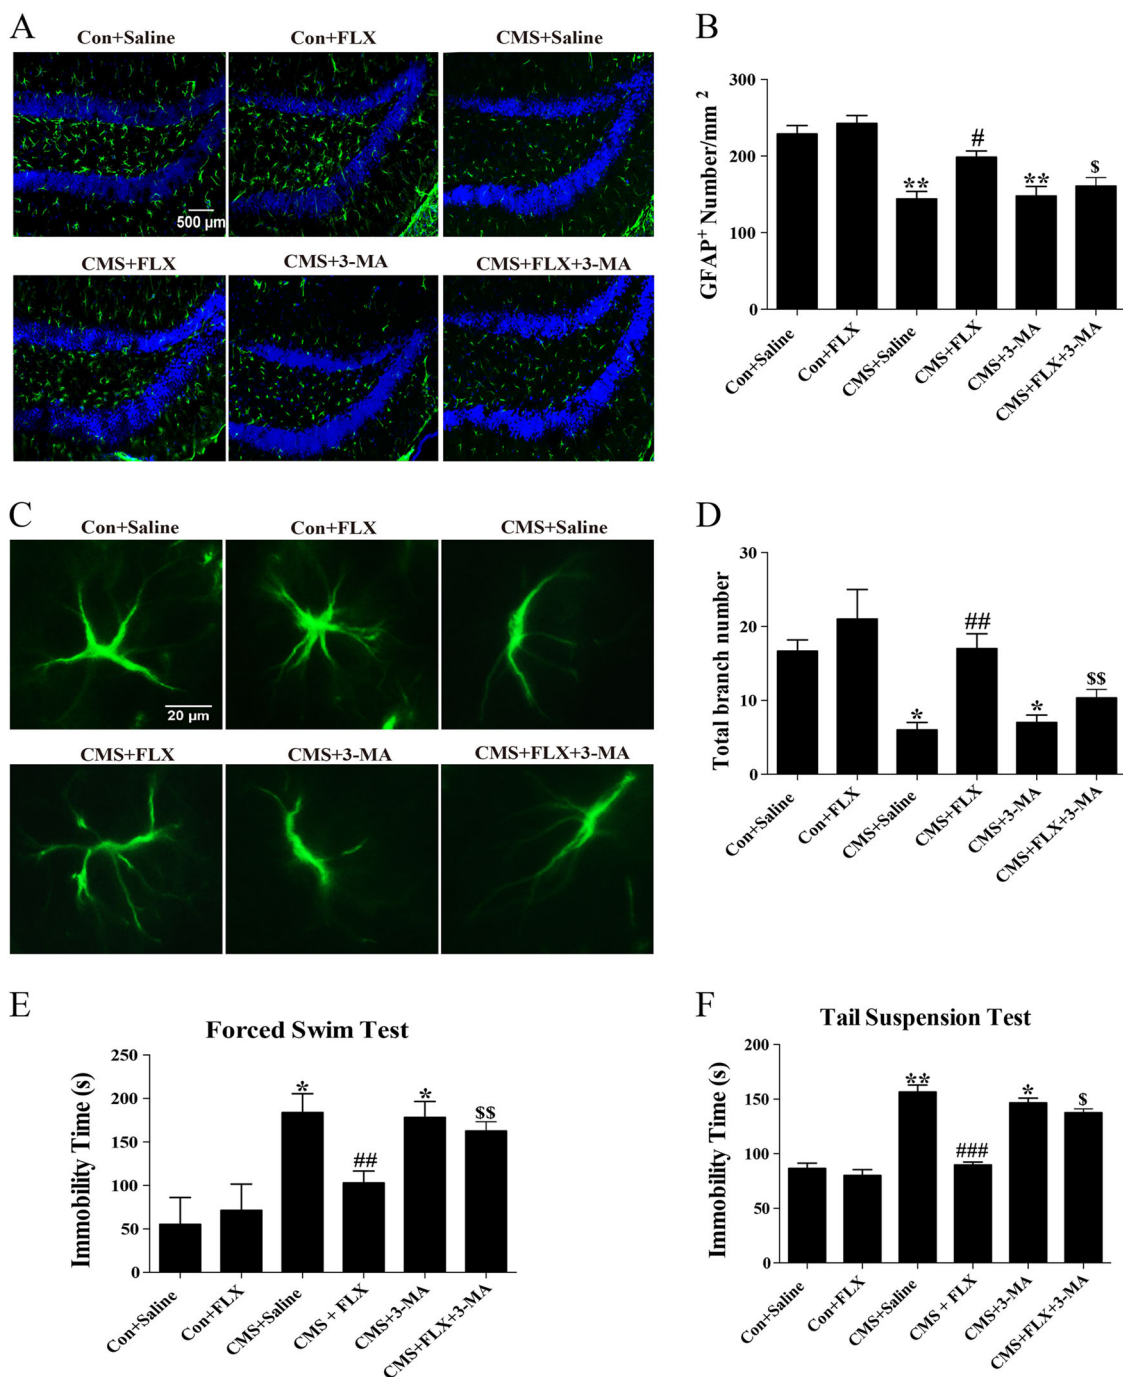 A
Con+Saline
Con+FLX
CMS+Saline
500 µm
CMS+FLX
CMS+3-MA
CMS+FLX+3-MA
B
GFAP⁺ Number/mm²
300
200
100
0
**
#
**
$
Con+Saline
Con+FLX
CMS+Saline
CMS+FLX
CMS+3-MA
CMS+FLX+3-MA
C
Con+Saline
Con+FLX
CMS+Saline
20 µm
CMS+FLX
CMS+3-MA
CMS+FLX+3-MA
D
Total branch number
30
20
10
0
*
##
*
$$
Con+Saline
Con+FLX
CMS+Saline
CMS+FLX
CMS+3-MA
CMS+FLX+3-MA
E
Forced Swim Test
Immobility Time (s)
250
200
150
100
50
0
*
##
*
$$
Con+Saline
Con+FLX
CMS+Saline
CMS + FLX
CMS+3-MA
CMS+FLX+3-MA
F
Tail Suspension Test
Immobility Time (s)
200
150
100
50
0
**
###
*
$
Con+Saline
Con+FLX
CMS+Saline
CMS + FLX
CMS+3-MA
CMS+FLX+3-MA